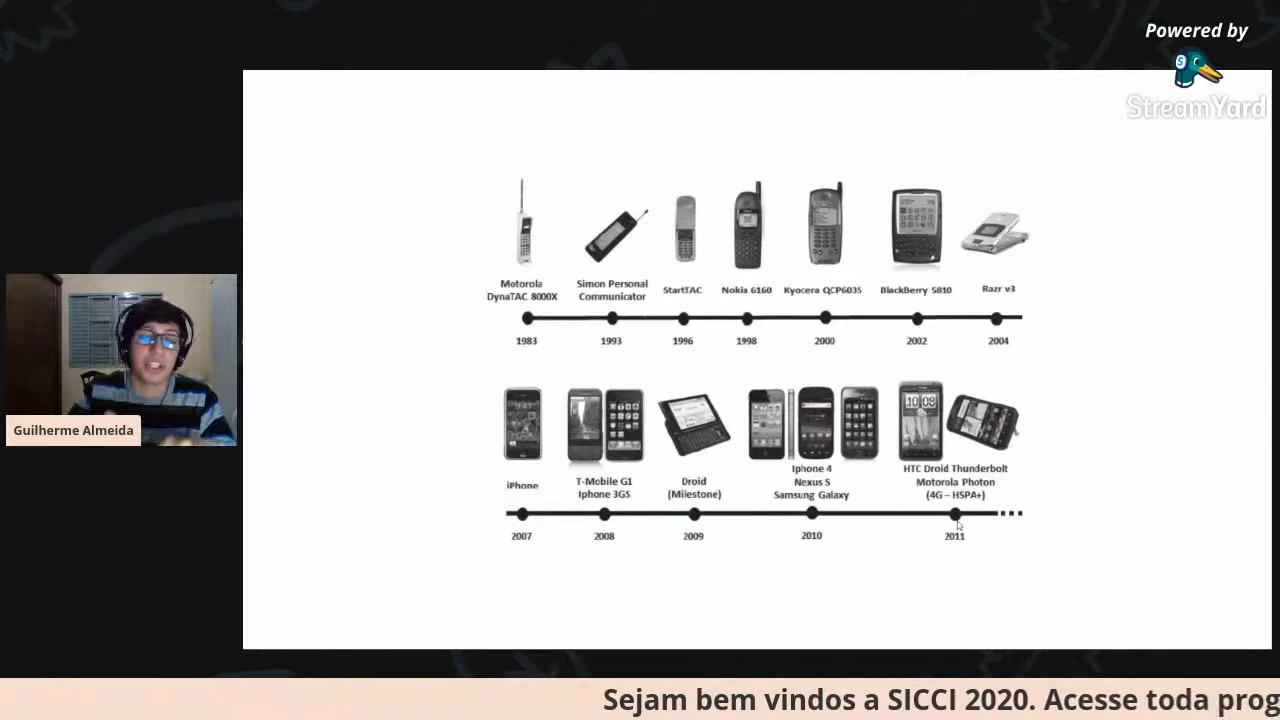 Powered by
StreamYard
Motorola
DynaTAC 8000X
Simon Personal
Communicator
StartTAC
Nokia 6160
Kyocera QCP6035
BlackBerry 5810
Razr v3
1983
1993
1996
1998
2000
2002
2004
iPhone
T-Mobile G1
Iphone 3GS
Droid
(Milestone)
Iphone 4
Nexus S
Samsung Galaxy
HTC Droid Thunderbolt
Motorola Photon
(4G – HSPA+)
2007
2008
2009
2010
2011
Guilherme Almeida
Sejam bem vindos a SICCI 2020. Acesse toda prog